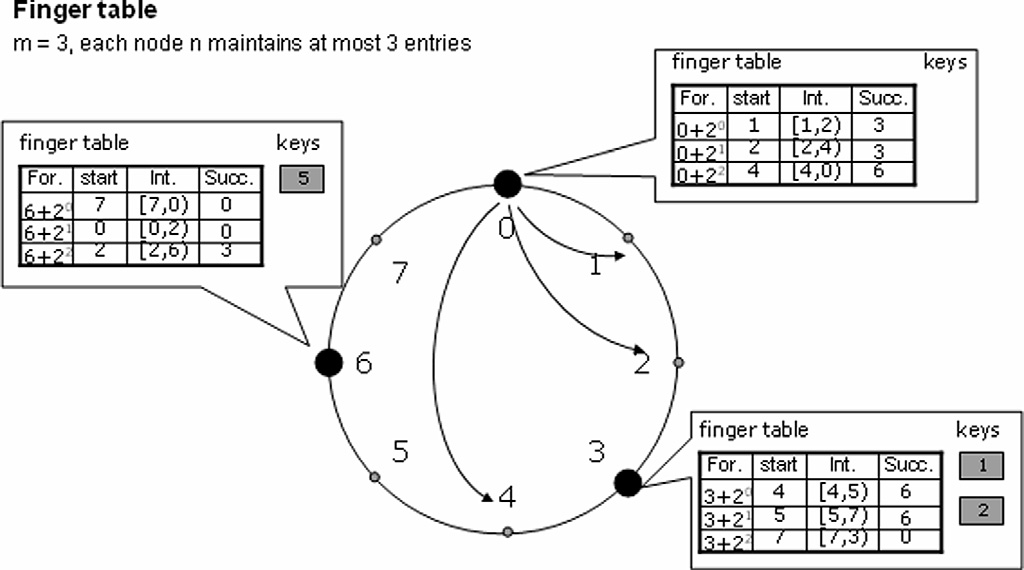 Finger table
m = 3, each node n maintains at most 3 entries
finger table keys
For. start Int. Succ.
0+2⁰ 1 [1,2) 3
0+2¹ 2 [2,4) 3
0+2² 4 [4,0) 6
finger table keys
For. start Int. Succ. 5
6+2⁰ 7 [7,0) 0
6+2¹ 0 [0,2) 0
6+2² 2 [2,6) 3
0
1
7
6
2
5
3
4
finger table keys
For. start Int. Succ. 1
3+2⁰ 4 [4,5) 6
3+2¹ 5 [5,7) 6 2
3+2² 7 [7,3) 0